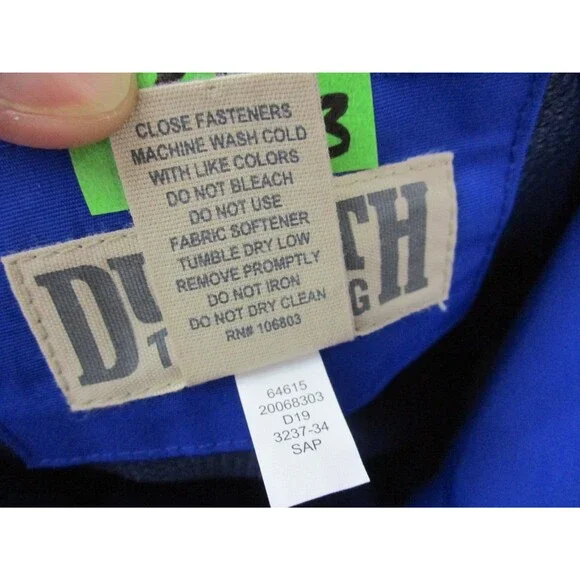 CLOSE FASTENERS
MACHINE WASH COLD
WITH LIKE COLORS
DO NOT BLEACH
DO NOT USE
FABRIC SOFTENER
TUMBLE DRY LOW
REMOVE PROMPTLY
DO NOT IRON
DO NOT DRY CLEAN
RN# 106803
64615
20068303
D19
3237-34
SAP